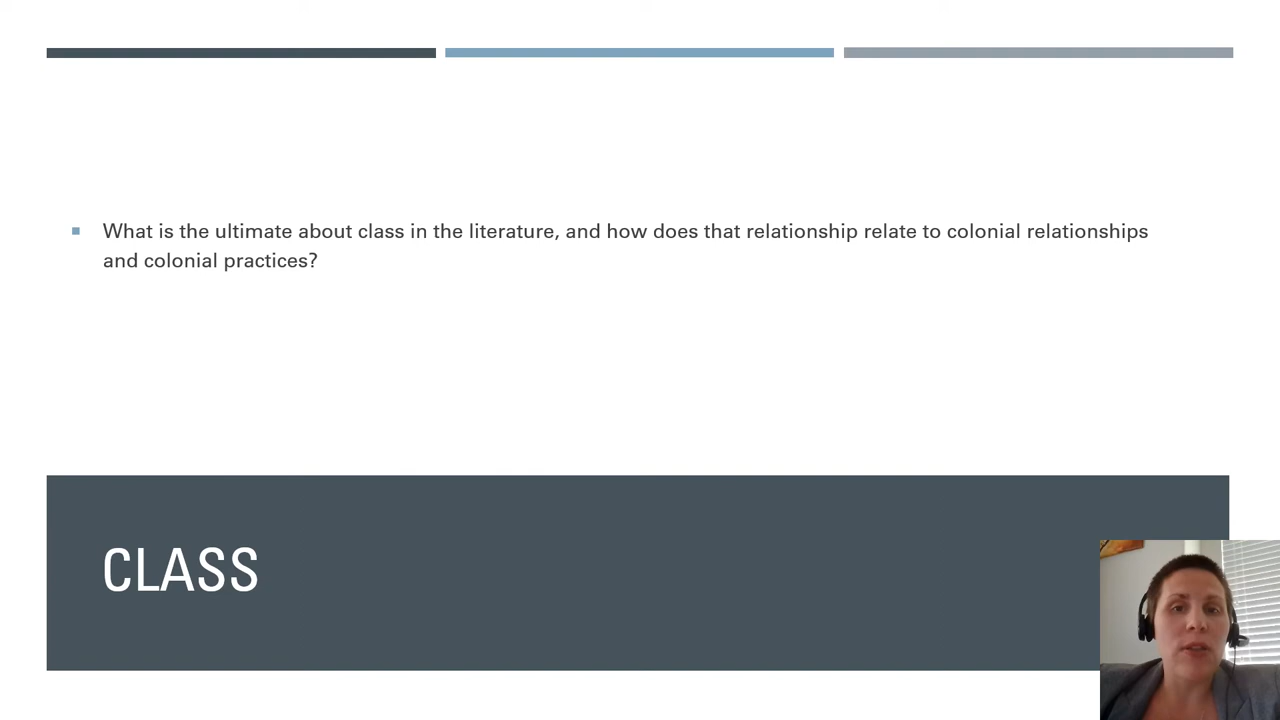 What is the ultimate about class in the literature, and how does that relationship relate to colonial relationships
and colonial practices?
CLASS